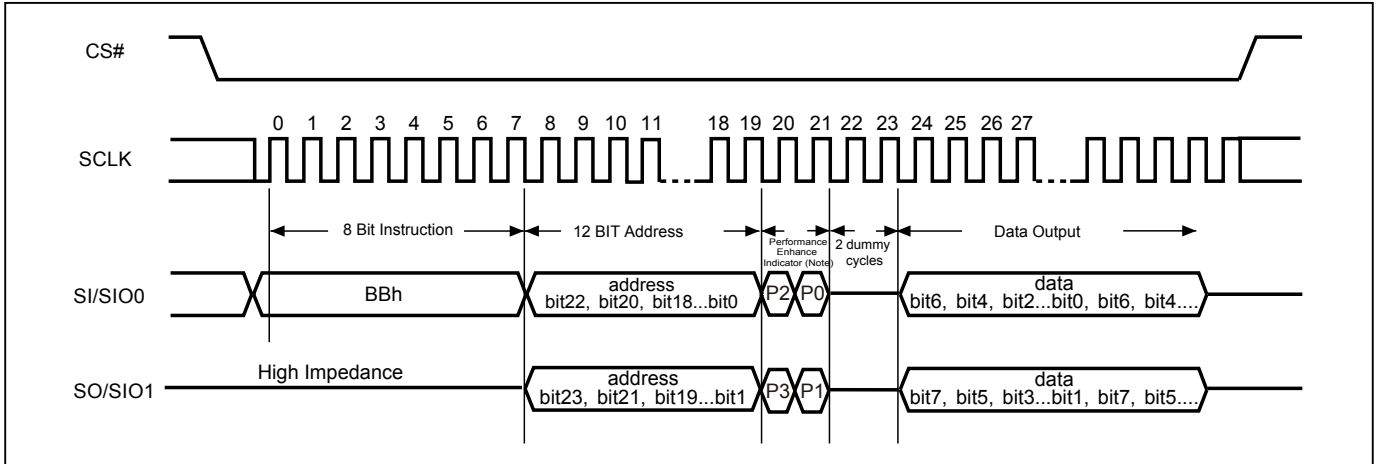 CS#
0 1 2 3 4 5 6 7 8 9 10 11 18 19 20 21 22 23 24 25 26 27
SCLK
8 Bit Instruction
12 BIT Address
Performance
Enhance
Indicator (Note)
2 dummy
cycles
Data Output
SI/SIO0
BBh
address
bit22, bit20, bit18...bit0
P2 P0
data
bit6, bit4, bit2...bit0, bit6, bit4....
SO/SIO1
High Impedance
address
bit23, bit21, bit19...bit1
P3 P1
data
bit7, bit5, bit3...bit1, bit7, bit5....